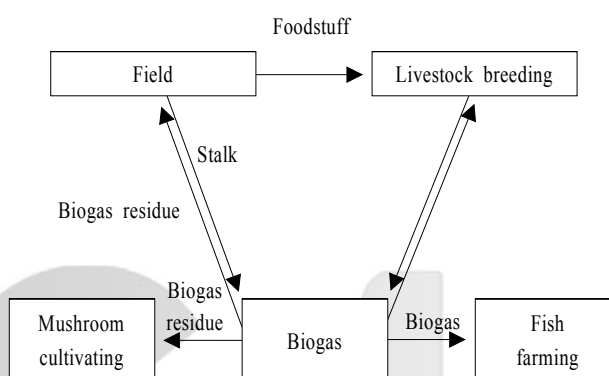 Foodstuff
Field
Livestock breeding
Stalk
Biogas residue
Biogas
residue
Mushroom
cultivating
Biogas
Biogas
Fish
farming